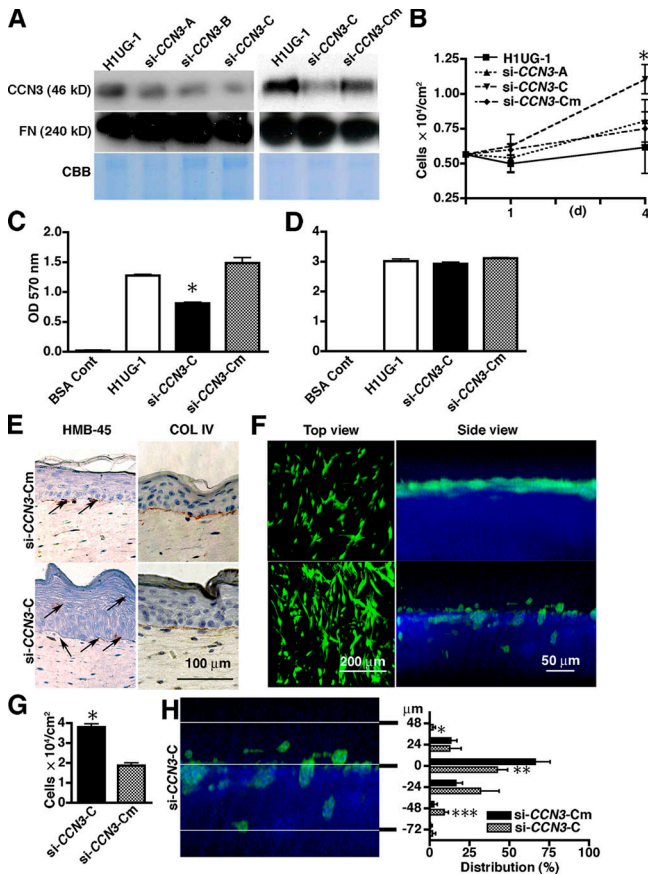 A
H1UG-1
si-CCN3-A
si-CCN3-B
si-CCN3-C
H1UG-1
si-CCN3-C
si-CCN3-Cm
CCN3 (46 kD)
FN (240 kD)
CBB
B
H1UG-1
si-CCN3-A
si-CCN3-C
si-CCN3-Cm
*
Cells × 10⁴/cm²
1.25
1.00
0.75
0.50
0.25
1
(d)
4
C
OD 570 nm
2.0
1.5
1.0
0.5
0.0
*
BSA Cont
H1UG-1
si-CCN3-C
si-CCN3-Cm
D
4
3
2
1
0
BSA Cont
H1UG-1
si-CCN3-C
si-CCN3-Cm
E
HMB-45
COL IV
si-CCN3-Cm
si-CCN3-C
100 µm
F
Top view
Side view
200 µm
50 µm
G
Cells × 10⁴/cm²
4
3
2
1
0
*
si-CCN3-C
si-CCN3-Cm
H
si-CCN3-C
µm
48
24
0
-24
-48
-72
*
**
***
si-CCN3-Cm
si-CCN3-C
0
25
50
75
100
Distribution (%)